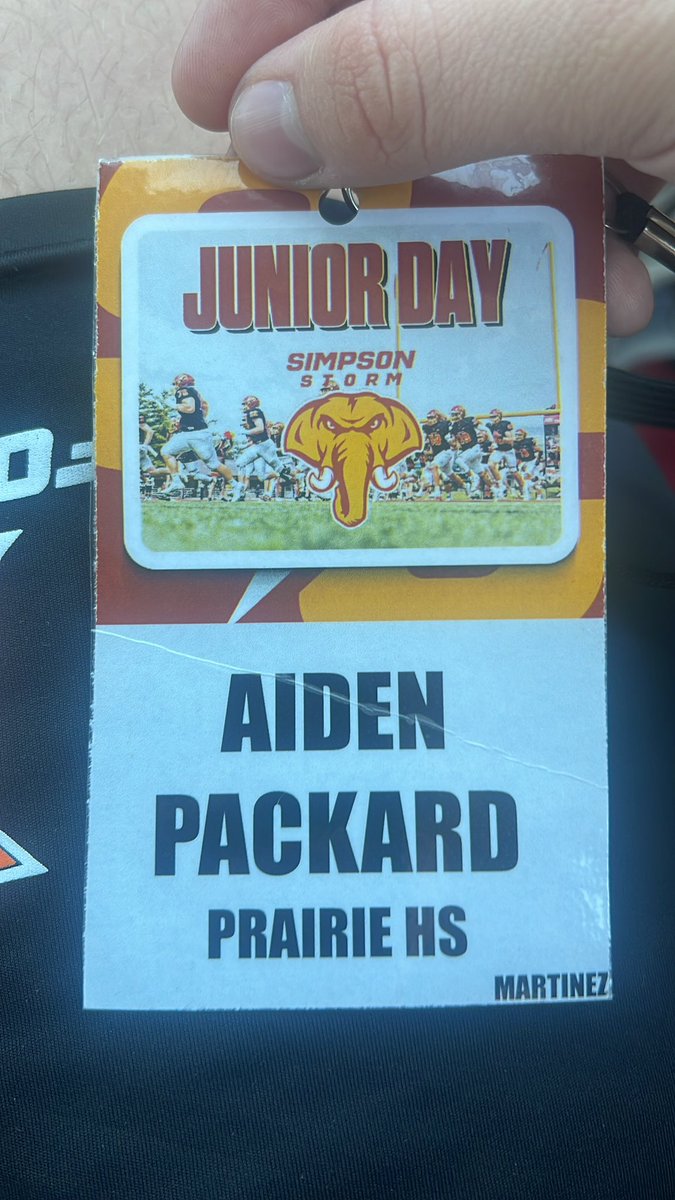 JUNIOR DAY
SIMPSON
STORM
AIDEN
PACKARD
PRAIRIE HS
MARTINEZ